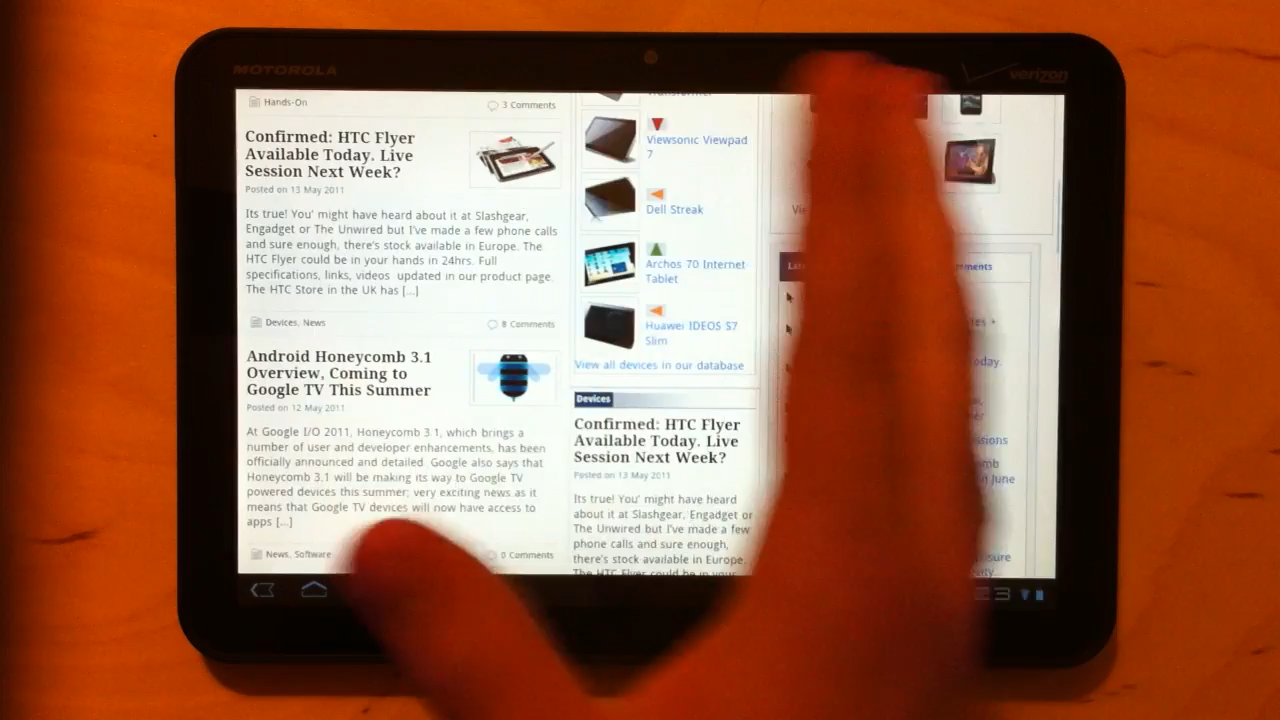 MOTOROLA
verizon
Hands-On
3 Comments
Confirmed: HTC Flyer
Available Today. Live
Session Next Week?
Posted on 13 May 2011
Its true! You' might have heard
about it at Slashgear,
Engadget or The Unwired but I've made a few phone calls
and sure enough, there's stock available in Europe. The
HTC Flyer could be in your hands in 24hrs. Full
specifications, links, videos updated in our product page.
The HTC Store in the UK has [...]
Devices, News
8 Comments
Android Honeycomb 3.1
Overview, Coming to
Google TV This Summer
Posted on 12 May 2011
At Google I/O 2011, Honeycomb 3.1, which brings a
number of user and developer enhancements, has been
officially announced and detailed. Google also says that
Honeycomb 3.1 will be making its way to Google TV
powered devices this summer; very exciting news as it
means that Google TV devices will now have access to
apps [...]
News, Software
0 Comments
Transformer
Viewsonic Viewpad
7
Dell Streak
Archos 70 Internet
Tablet
Huawei IDEOS S7
Slim
View all devices in our database
Devices
Confirmed: HTC Flyer
Available Today. Live
Session Next Week?
Posted on 13 May 2011
Its true! You' might have heard
about it at Slashgear, Engadget or
The Unwired but I've made a few
phone calls and sure enough,
there's stock available in Europe.
The HTC Flyer could be in your